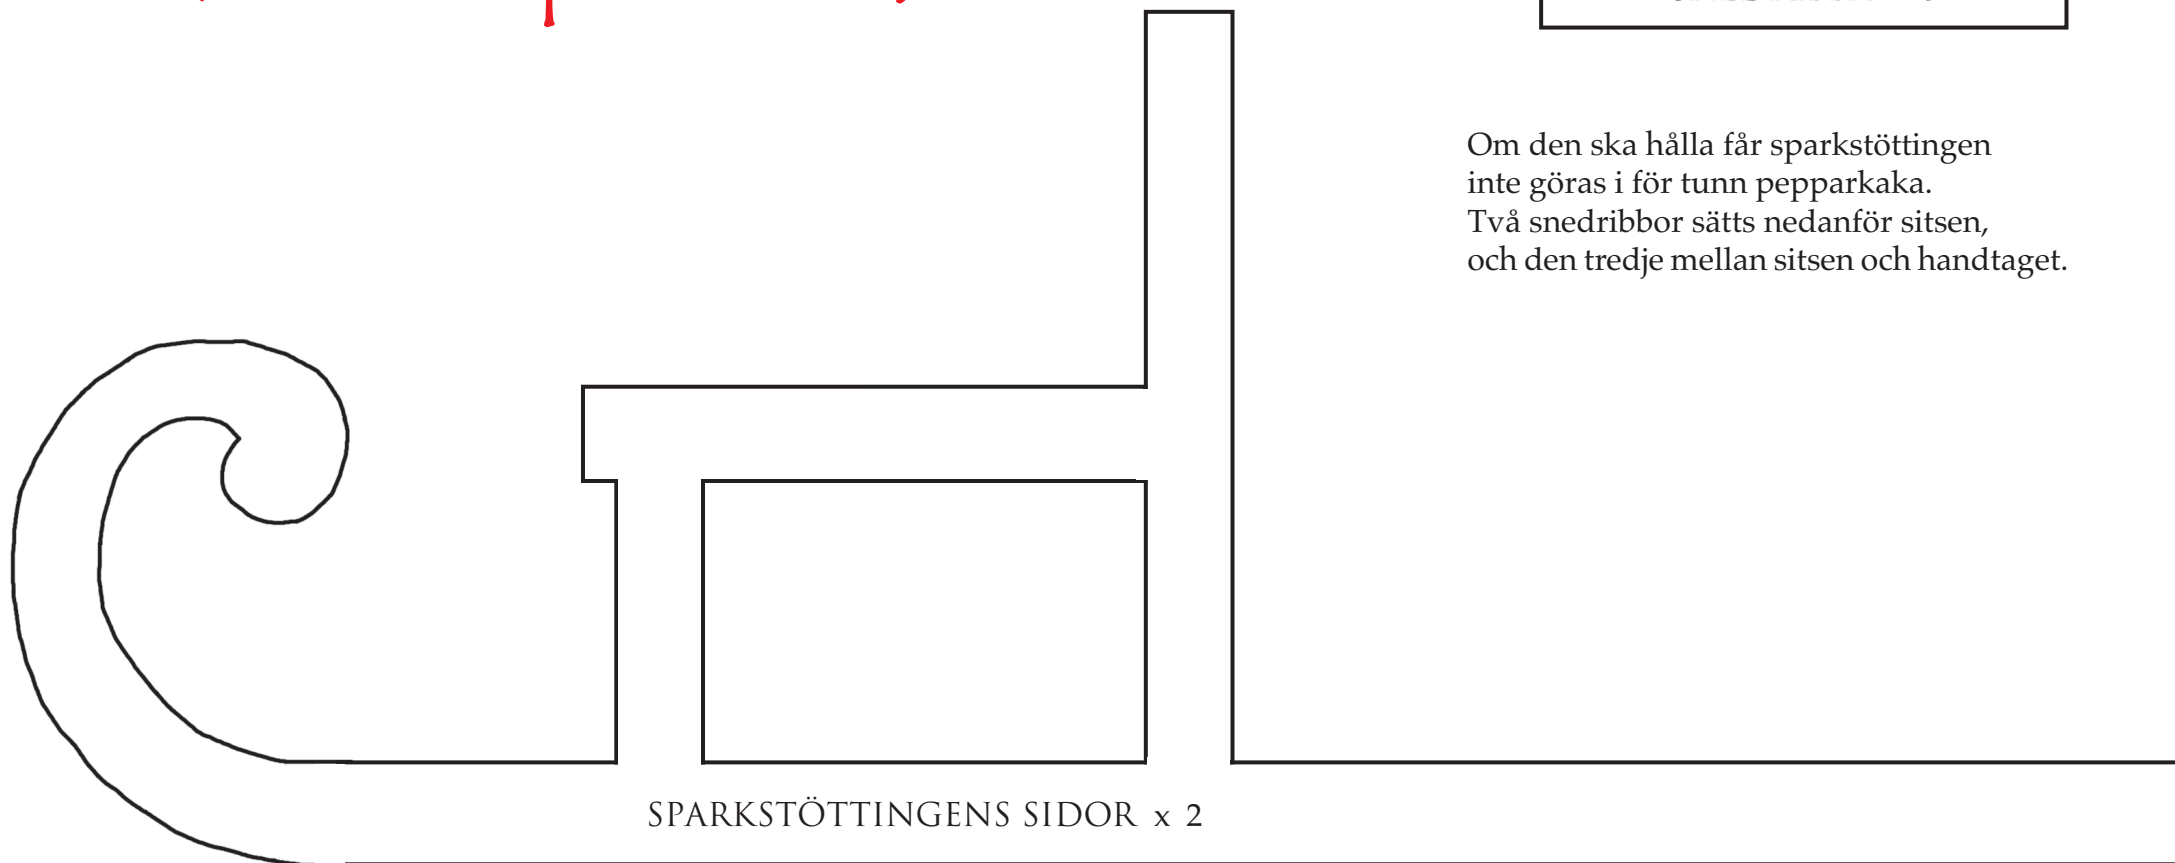 Om den ska hålla får sparkstöttingen
inte göras i för tunn pepparkaka.
Två snedribbor sätts nedanför sitsen,
och den tredje mellan sitsen och handtaget.
SPARKSTÖTTINGENS SIDOR x 2